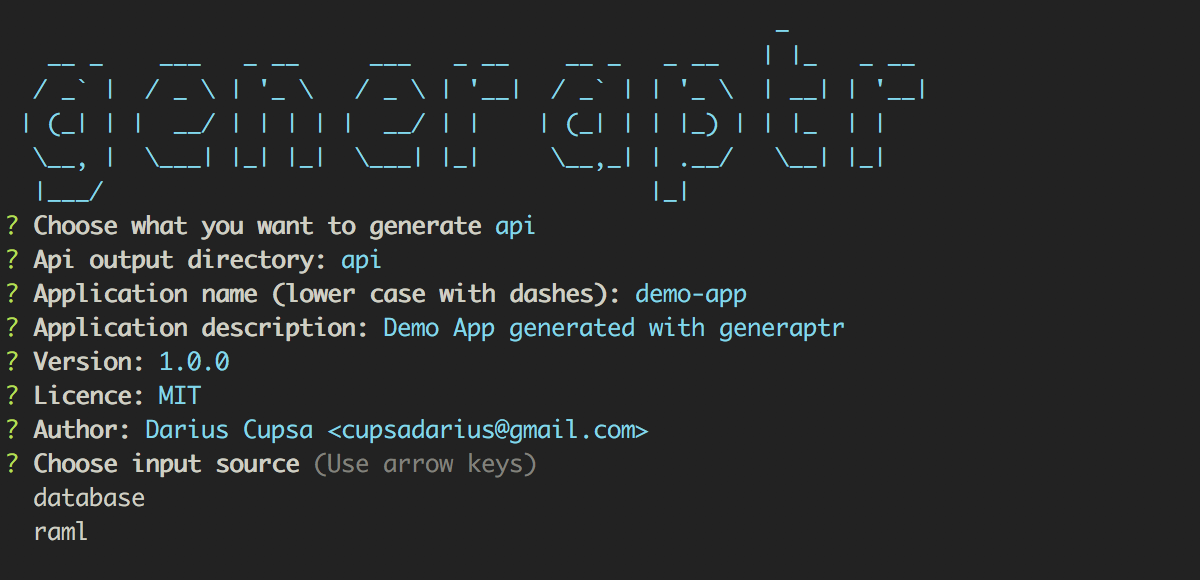 generaptr
? Choose what you want to generate api
? Api output directory: api
? Application name (lower case with dashes): demo-app
? Application description: Demo App generated with generaptr
? Version: 1.0.0
? Licence: MIT
? Author: Darius Cupsa <cupsadarius@gmail.com>
? Choose input source (Use arrow keys)
database
raml